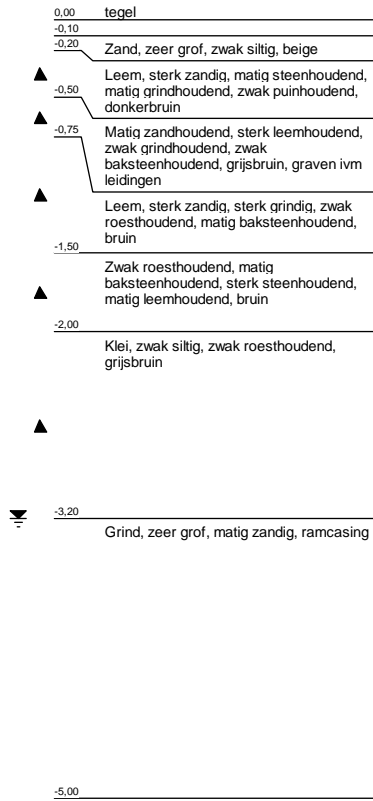 0,00 tegel
-0,10
-0,20
Zand, zeer grof, zwak siltig, beige
Leem, sterk zandig, matig steenhoudend,
matig grindhoudend, zwak puinhoudend,
donkerbruin
-0,50
Matig zandhoudend, sterk leemhoudend,
zwak grindhoudend, zwak
baksteenhoudend, grijsbruin, graven ivm
leidingen
-0,75
Leem, sterk zandig, sterk grindig, zwak
roesthoudend, matig baksteenhoudend,
bruin
-1,50
Zwak roesthoudend, matig
baksteenhoudend, sterk steenhoudend,
matig leemhoudend, bruin
-2,00
Klei, zwak siltig, zwak roesthoudend,
grijsbruin
-3,20
Grind, zeer grof, matig zandig, ramcasing
-5,00